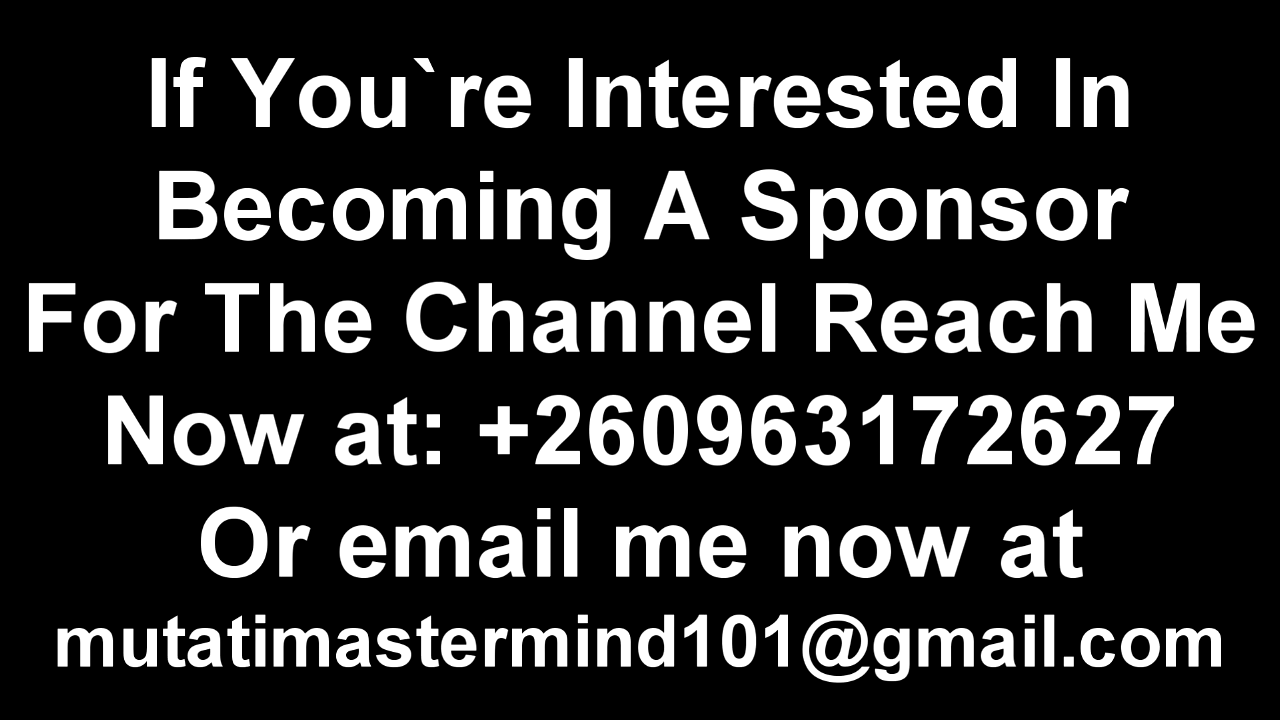 If You`re Interested In
Becoming A Sponsor
For The Channel Reach Me
Now at: +260963172627
Or email me now at
mutatimastermind101@gmail.com